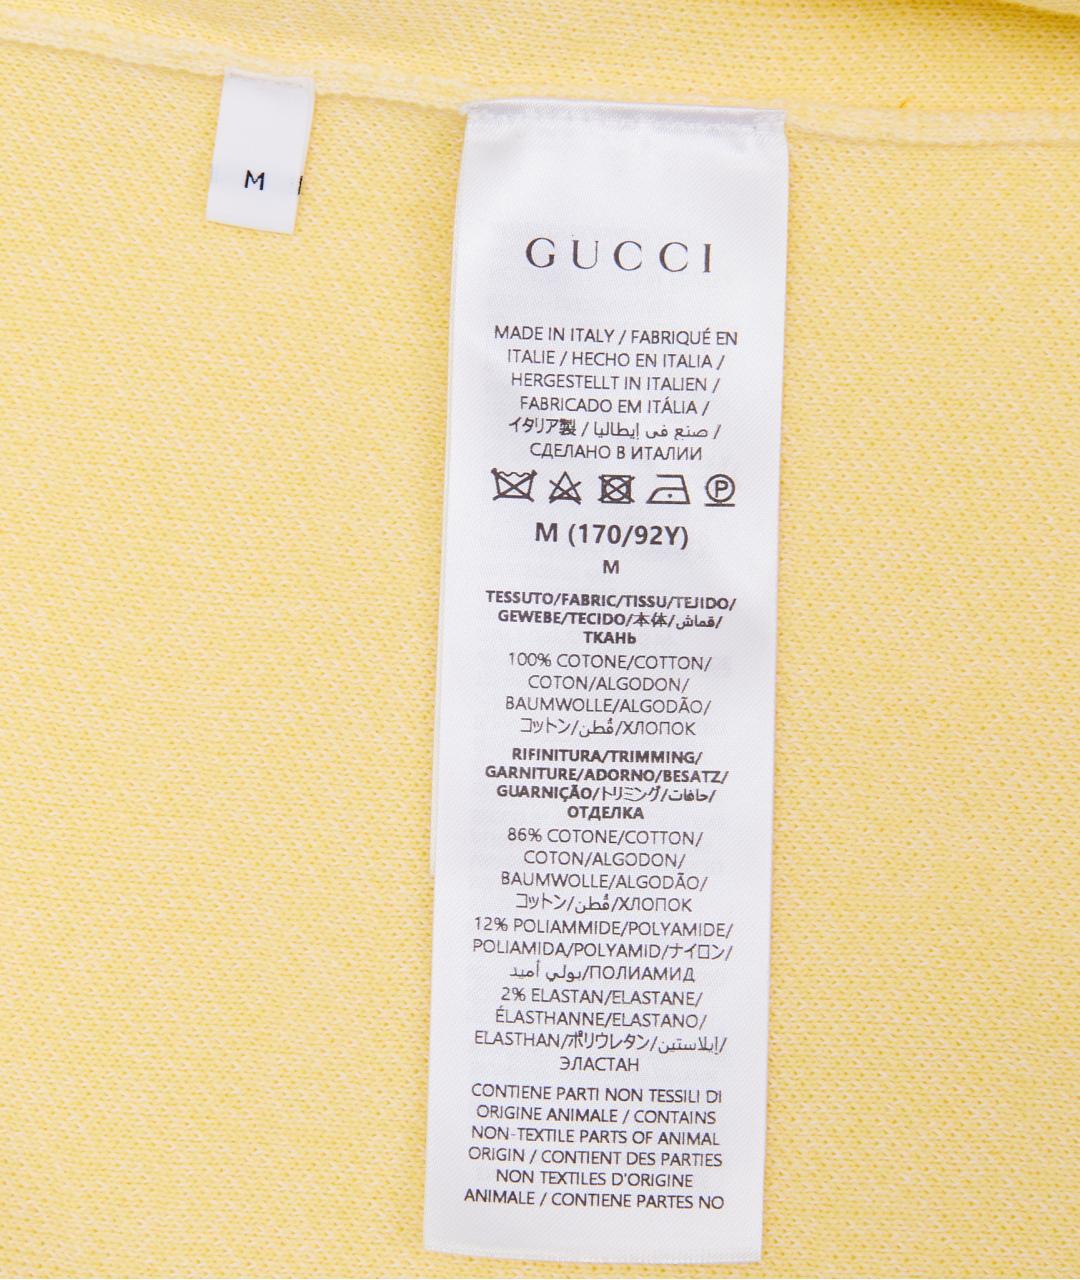 M
GUCCI
MADE IN ITALY / FABRIQUÉ EN
ITALIE / HECHO EN ITALIA /
HERGESTELLT IN ITALIEN /
FABRICADO EM ITÁLIA /
イタリア製 / صنع في إيطاليا /
СДЕЛАНО В ИТАЛИИ
P
M (170/92Y)
M
TESSUTO/FABRIC/TISSU/TEJIDO/
GEWEBE/TECIDO/本体/قماش/
ТКАНЬ
100% COTONE/COTTON/
COTON/ALGODON/
BAUMWOLLE/ALGODÃO/
コットン/قُطن/ХЛОПОК
RIFINITURA/TRIMMING/
GARNITURE/ADORNO/BESATZ/
GUARNIÇÃO/トリミング/حافات/
ОТДЕЛКА
86% COTONE/COTTON/
COTON/ALGODON/
BAUMWOLLE/ALGODÃO/
コットン/قُطن/ХЛОПОК
12% POLIAMMIDE/POLYAMIDE/
POLIAMIDA/POLYAMID/ナイロン/
بولي أميد/ПОЛИАМИД
2% ELASTAN/ELASTANE/
ÉLASTHANNE/ELASTANO/
ELASTHAN/ポリウレタン/إيلاستين/
ЭЛАСТАН
CONTIENE PARTI NON TESSILI DI
ORIGINE ANIMALE / CONTAINS
NON-TEXTILE PARTS OF ANIMAL
ORIGIN / CONTIENT DES PARTIES
NON TEXTILES D'ORIGINE
ANIMALE / CONTIENE PARTES NO